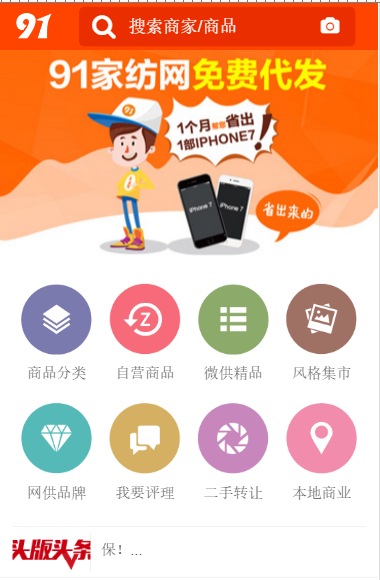 91
搜索商家/商品
91家纺网免费代发
91
1个月帮您省出
1部IPHONE7!
iPhone 7
iPhone 7
省出来的
Z
商品分类
自营商品
微供精品
风格集市
网供品牌
我要评理
二手转让
本地商业
头版头条
保！...